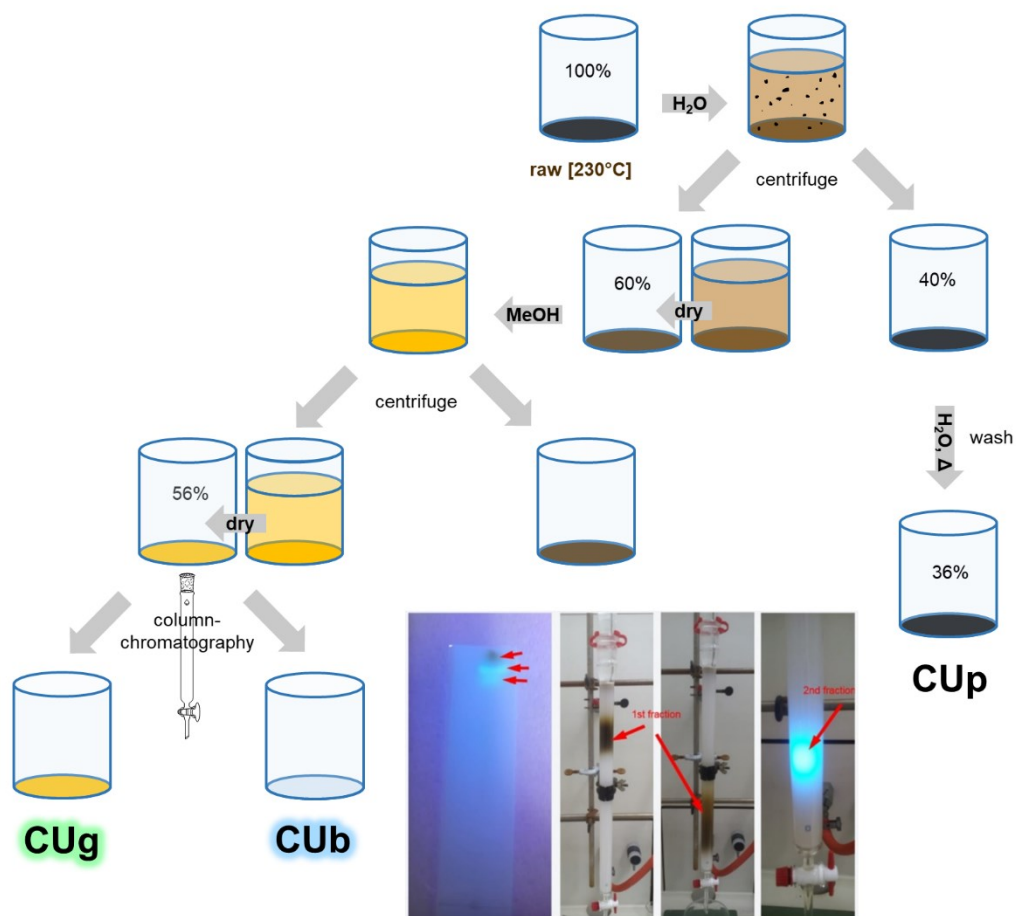 100%
H₂O
raw [230°C]
centrifuge
60%
dry
40%
MeOH
centrifuge
H₂O, Δ
wash
56%
dry
36%
column-
chromatography
1st fraction
2nd fraction
CUp
CUg
CUb